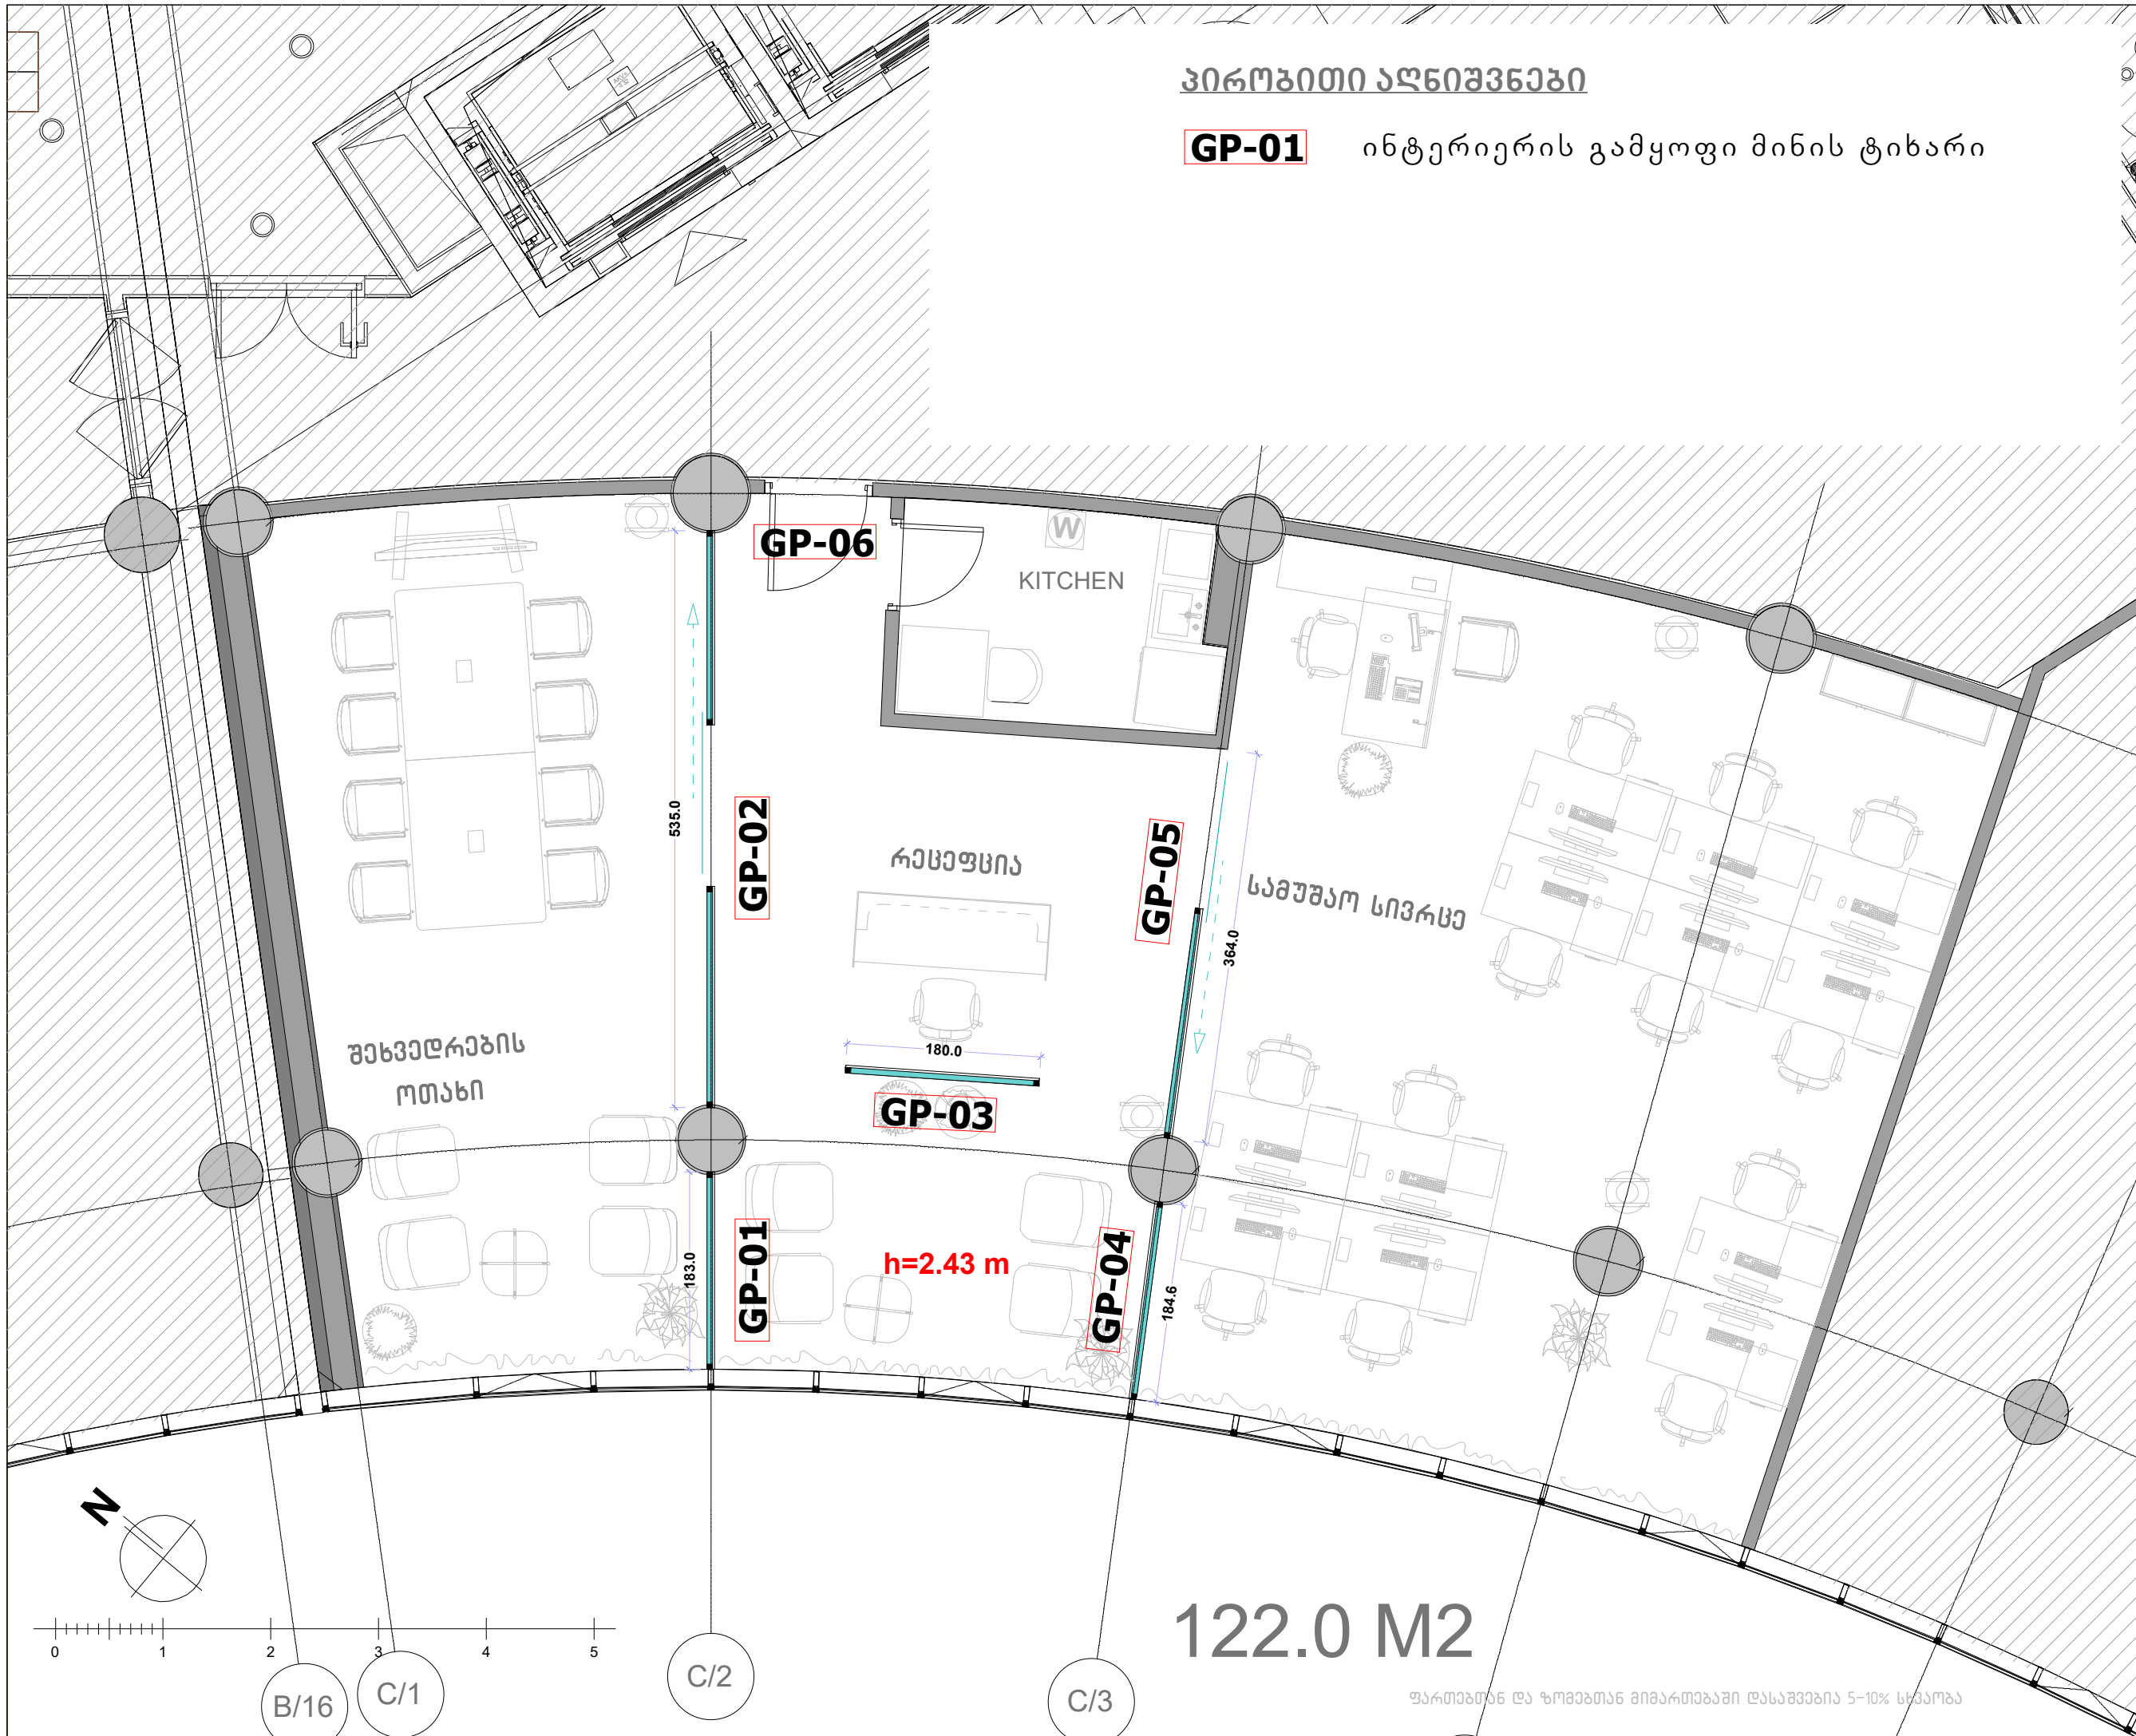 პირობითი აღნიშვნები
GP-01 ინტერიერის გამყოფი მინის ტიხარი
GP-06
W
KITCHEN
535.0
GP-02
რეცეფცია
GP-05
სამუშაო სივრცე
364.0
შეხვედრების
ოთახი
180.0
GP-03
183.0
GP-01
h=2.43 m
GP-04
184.6
N
0 1 2 3 4 5
122.0 M2
B/16
C/1
C/2
C/3
ფართებთან და ზომებთან მიმართებაში დასაშვებია 5-10% სხვაობა